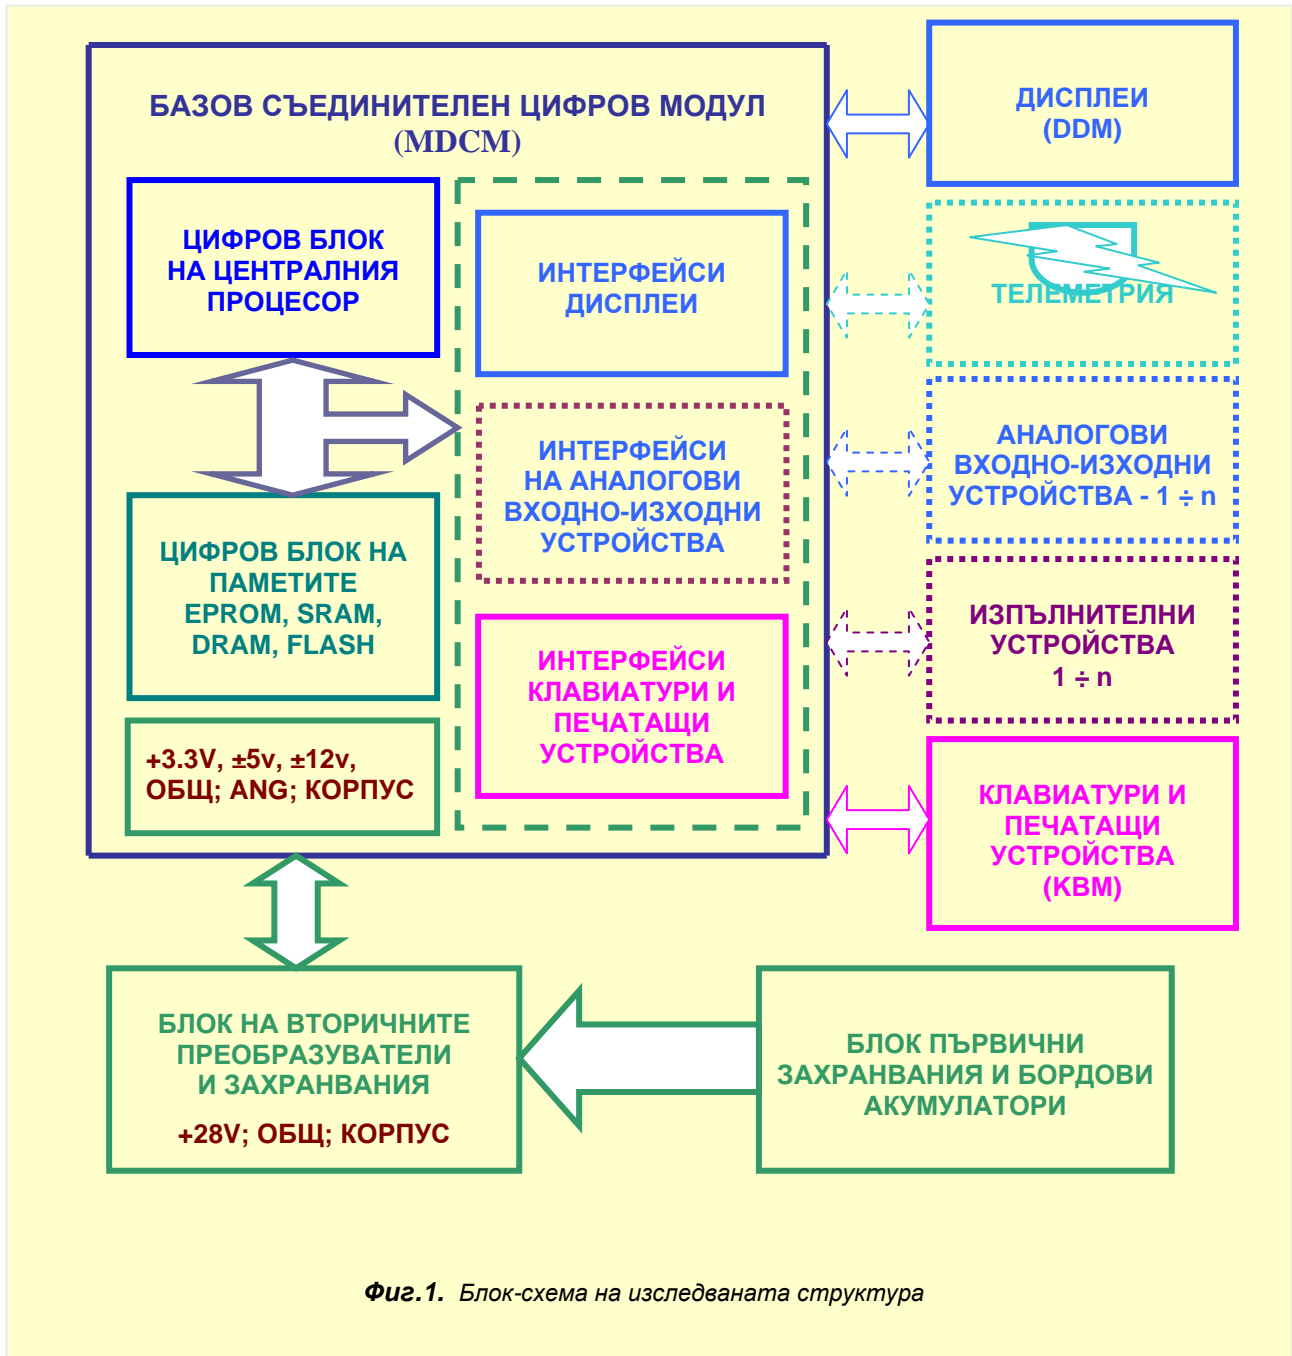 БАЗОВ СЪЕДИНИТЕЛЕН ЦИФРОВ МОДУЛ
(MDCM)
ЦИФРОВ БЛОК
НА ЦЕНТРАЛНИЯ
ПРОЦЕСОР
ЦИФРОВ БЛОК НА
ПАМЕТИТЕ
EPROM, SRAM,
DRAM, FLASH
+3.3V, ±5v, ±12v,
ОБЩ; ANG; КОРПУС
ИНТЕРФЕЙСИ
ДИСПЛЕИ
ИНТЕРФЕЙСИ
НА АНАЛОГОВИ
ВХОДНО-ИЗХОДНИ
УСТРОЙСТВА
ИНТЕРФЕЙСИ
КЛАВИАТУРИ И
ПЕЧАТАЩИ
УСТРОЙСТВА
ДИСПЛЕИ
(DDM)
ТЕЛЕМЕТРИЯ
АНАЛОГОВИ
ВХОДНО-ИЗХОДНИ
УСТРОЙСТВА - 1 ÷ n
ИЗПЪЛНИТЕЛНИ
УСТРОЙСТВА
1 ÷ n
КЛАВИАТУРИ И
ПЕЧАТАЩИ
УСТРОЙСТВА
(KBM)
БЛОК НА ВТОРИЧНИТЕ
ПРЕОБРАЗУВАТЕЛИ
И ЗАХРАНВАНИЯ
+28V; ОБЩ; КОРПУС
БЛОК ПЪРВИЧНИ
ЗАХРАНВАНИЯ И БОРДОВИ
АКУМУЛАТОРИ
Фиг.1. Блок-схема на изследваната структура